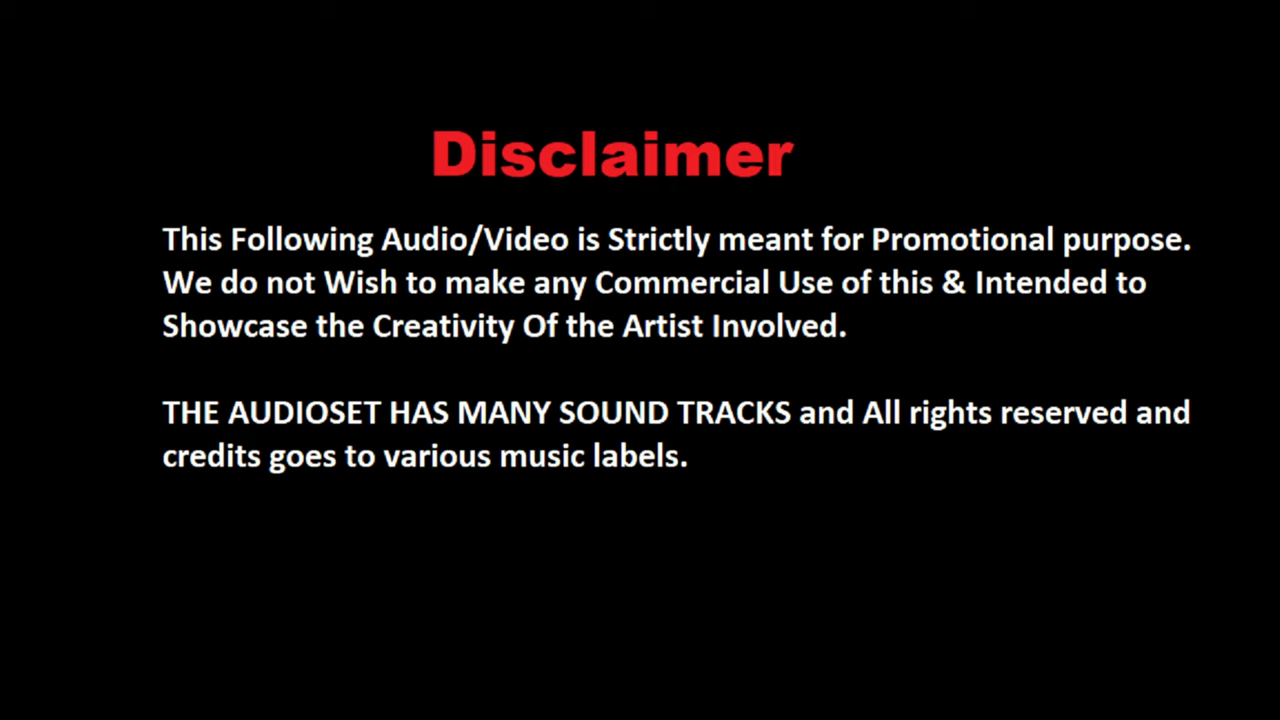 Disclaimer
This Following Audio/Video is Strictly meant for Promotional purpose.
We do not Wish to make any Commercial Use of this & Intended to
Showcase the Creativity Of the Artist Involved.
THE AUDIOSET HAS MANY SOUND TRACKS and All rights reserved and
credits goes to various music labels.